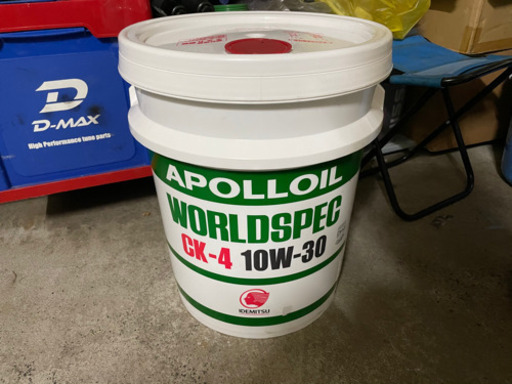 D-MAX
High Performance tune parts
APOLLOIL
WORLDSPEC
CK-4 10W-30
IDEMITSU